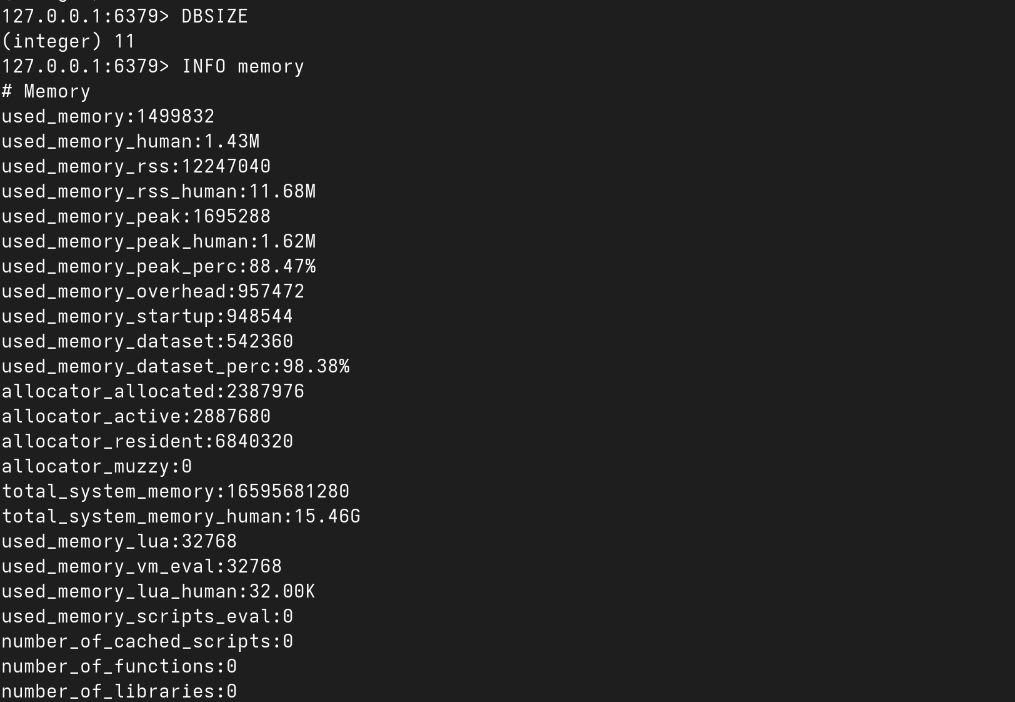 127.0.0.1:6379> DBSIZE
(integer) 11
127.0.0.1:6379> INFO memory
# Memory
used_memory:1499832
used_memory_human:1.43M
used_memory_rss:12247040
used_memory_rss_human:11.68M
used_memory_peak:1695288
used_memory_peak_human:1.62M
used_memory_peak_perc:88.47%
used_memory_overhead:957472
used_memory_startup:948544
used_memory_dataset:542360
used_memory_dataset_perc:98.38%
allocator_allocated:2387976
allocator_active:2887680
allocator_resident:6840320
allocator_muzzy:0
total_system_memory:16595681280
total_system_memory_human:15.46G
used_memory_lua:32768
used_memory_vm_eval:32768
used_memory_lua_human:32.00K
used_memory_scripts_eval:0
number_of_cached_scripts:0
number_of_functions:0
number_of_libraries:0